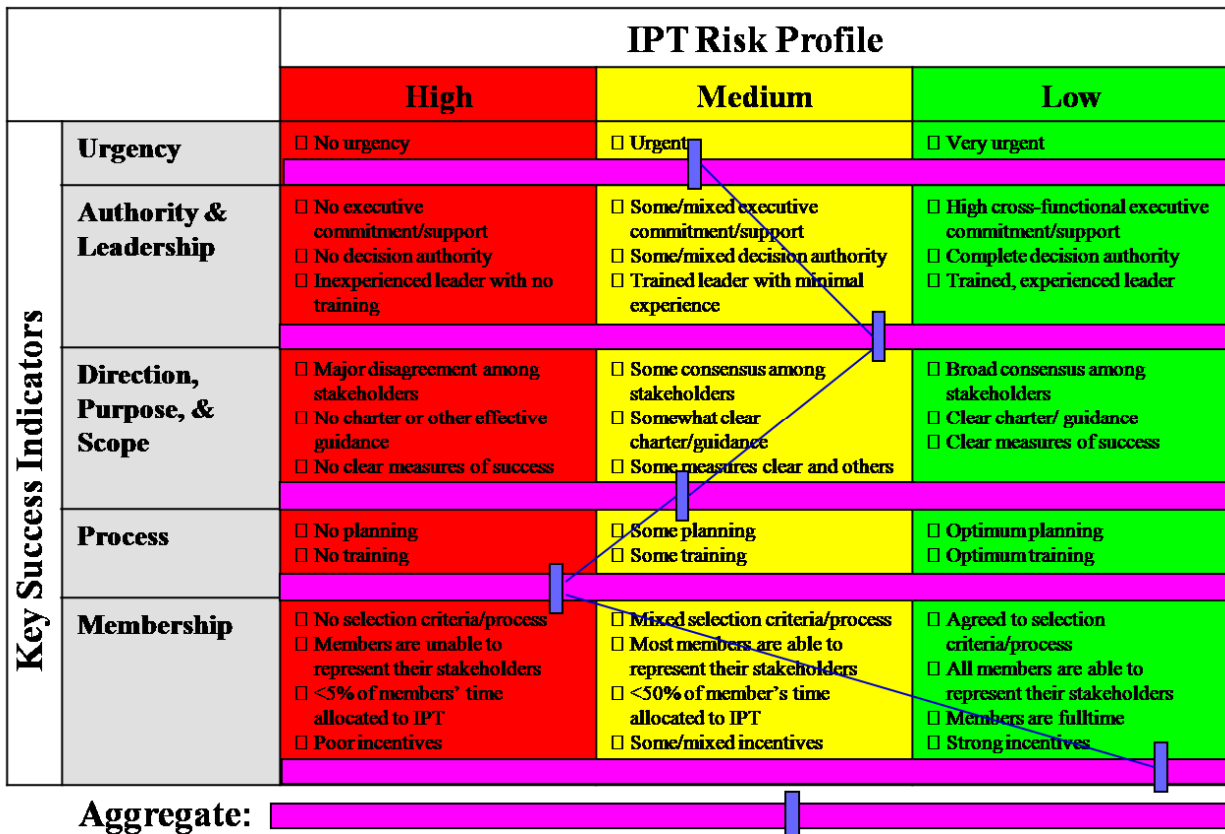 IPT Risk Profile
High
Medium
Low
Key Success Indicators
Urgency
□ No urgency
□ Urgent
□ Very urgent
Authority &
Leadership
□ No executive
commitment/support
□ No decision authority
□ Inexperienced leader with no
training
□ Some/mixed executive
commitment/support
□ Some/mixed decision authority
□ Trained leader with minimal
experience
□ High cross-functional executive
commitment/support
□ Complete decision authority
□ Trained, experienced leader
Direction,
Purpose, &
Scope
□ Major disagreement among
stakeholders
□ No charter or other effective
guidance
□ No clear measures of success
□ Some consensus among
stakeholders
□ Somewhat clear
charter/guidance
□ Some measures clear and others
□ Broad consensus among
stakeholders
□ Clear charter/ guidance
□ Clear measures of success
Process
□ No planning
□ No training
□ Some planning
□ Some training
□ Optimum planning
□ Optimum training
Membership
□ No selection criteria/process
□ Members are unable to
represent their stakeholders
□ <5% of members’ time
allocated to IPT
□ Poor incentives
□ Mixed selection criteria/process
□ Most members are able to
represent their stakeholders
□ <50% of member’s time
allocated to IPT
□ Some/mixed incentives
□ Agreed to selection
criteria/process
□ All members are able to
represent their stakeholders
□ Members are fulltime
□ Strong incentives
Aggregate: